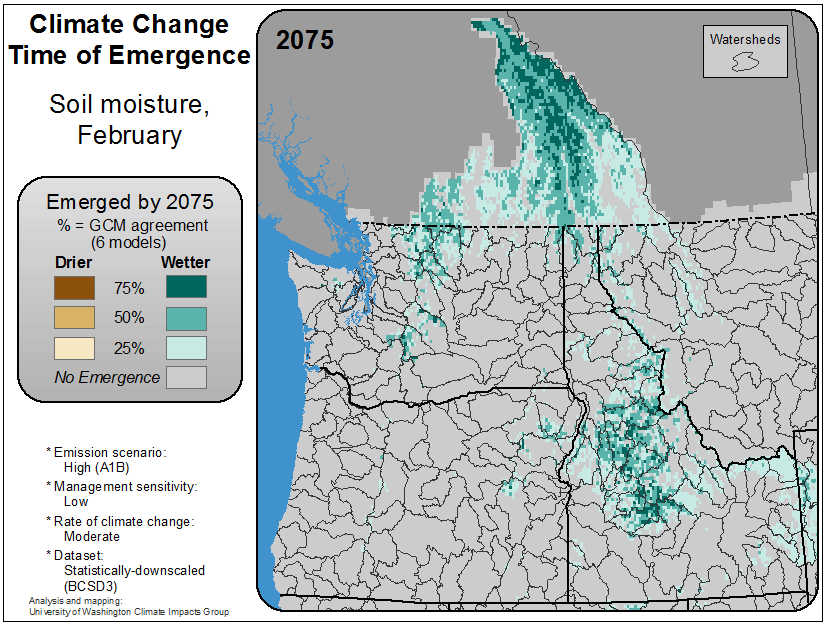 Climate Change
Time of Emergence
Soil moisture,
February
Emerged by 2075
% = GCM agreement
(6 models)
Drier Wetter
75%
50%
25%
No Emergence
* Emission scenario:
High (A1B)
* Management sensitivity:
Low
* Rate of climate change:
Moderate
* Dataset:
Statistically-downscaled
(BCSD3)
Analysis and mapping:
University of Washington Climate Impacts Group
2075
Watersheds